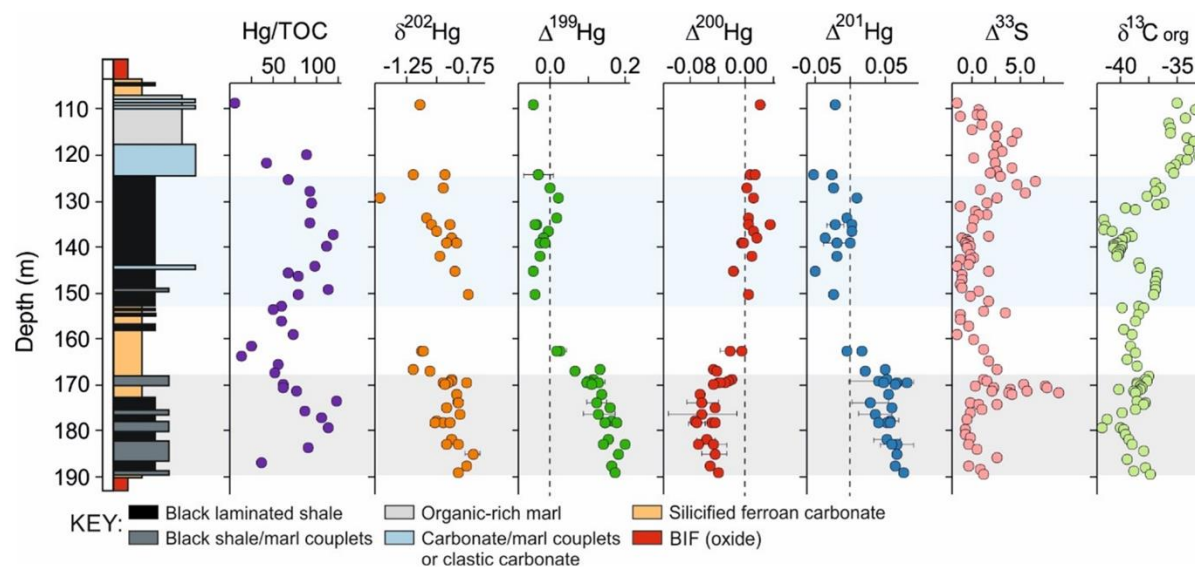 Hg/TOC δ²⁰²Hg Δ¹⁹⁹Hg Δ²⁰⁰Hg Δ²⁰¹Hg Δ³³S δ¹³C org
50 100 -1.25 -0.75 0.0 0.2 -0.08 0.00 -0.05 0.05 0.0 5.0 -40 -35
Depth (m)
110
120
130
140
150
160
170
180
190
KEY:
Black laminated shale
Organic-rich marl
Silicified ferroan carbonate
Black shale/marl couplets
Carbonate/marl couplets
or clastic carbonate
BIF (oxide)